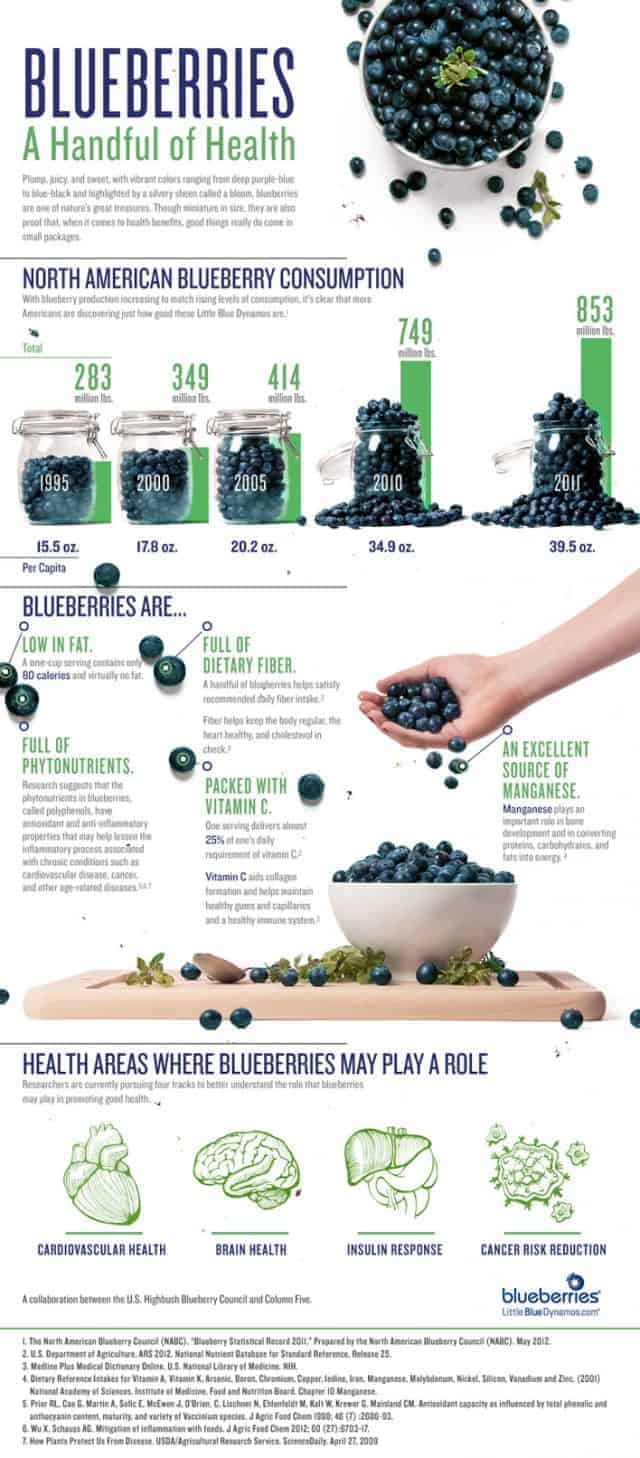 BLUEBERRIES
A Handful of Health
Plump, juicy, and sweet, with vibrant colors ranging from deep purple-blue
to blue-black and highlighted by a silvery sheen called a bloom, blueberries
are one of nature's great treasures. Though miniature in size, they are also
proof that, when it comes to health benefits, good things really do come in
small packages.
NORTH AMERICAN BLUEBERRY CONSUMPTION
With blueberry production increasing to match rising levels of consumption, it's clear that more
Americans are discovering just how good these Little Blue Dynamos are.¹
Total
283
million lbs.
349
million lbs.
414
million lbs.
749
million lbs.
853
million lbs.
1995
2000
2005
2010
2011
15.5 oz.
17.8 oz.
20.2 oz.
34.9 oz.
39.5 oz.
Per Capita
BLUEBERRIES ARE...
LOW IN FAT.
A one-cup serving contains only
80 calories and virtually no fat.
FULL OF
DIETARY FIBER.
A handful of blueberries helps satisfy
recommended daily fiber intake.²
Fiber helps keep the body regular, the
heart healthy, and cholesterol in
check.³
FULL OF
PHYTONUTRIENTS.
Research suggests that the
phytonutrients in blueberries,
called polyphenols, have
antioxidant and anti-inflammatory
properties that may help lessen the
inflammatory process associated
with chronic conditions such as
cardiovascular disease, cancer,
and other age-related diseases.⁵,⁶,⁷
PACKED WITH
VITAMIN C.
One serving delivers almost
25% of one's daily
requirement of vitamin C.²
Vitamin C aids collagen
formation and helps maintain
healthy gums and capillaries
and a healthy immune system.³
AN EXCELLENT
SOURCE OF
MANGANESE.
Manganese plays an
important role in bone
development and in converting
proteins, carbohydrates, and
fats into energy.⁴
HEALTH AREAS WHERE BLUEBERRIES MAY PLAY A ROLE
Researchers are currently pursuing four tracks to better understand the role that blueberries
may play in promoting good health.
CARDIOVASCULAR HEALTH
BRAIN HEALTH
INSULIN RESPONSE
CANCER RISK REDUCTION
A collaboration between the U.S. Highbush Blueberry Council and Column Five.
blueberries
LittleBlueDynamos.com
1. The North American Blueberry Council (NABC). "Blueberry Statistical Record 2011." Prepared by the North American Blueberry Council (NABC). May 2012.
2. U.S. Department of Agriculture, ARS 2012. National Nutrient Database for Standard Reference, Release 25.
3. Medline Plus Medical Dictionary Online. U.S. National Library of Medicine. NIH.
4. Dietary Reference Intakes for Vitamin A, Vitamin K, Arsenic, Boron, Chromium, Copper, Iodine, Iron, Manganese, Molybdenum, Nickel, Silicon, Vanadium and Zinc. (2001)
National Academy of Sciences. Institute of Medicine. Food and Nutrition Board. Chapter 10 Manganese.
5. Prior RL, Cao G, Martin A, Sofic E, McEwen J, O'Brien, C, Lischner N, Ehlenfeldt M, Kalt W, Krewer G, Mainland CM. Antioxidant capacity as influenced by total phenolic and
anthocyanin content, maturity, and variety of Vaccinium species. J Agric Food Chem 1998; 46 (7) :2686-93.
6. Wu X, Schauss AG. Mitigation of inflammation with foods. J Agric Food Chem 2012; 60 (27):6703-17.
7. How Plants Protect Us From Disease. USDA/Agricultural Research Service. ScienceDaily. April 27, 2009